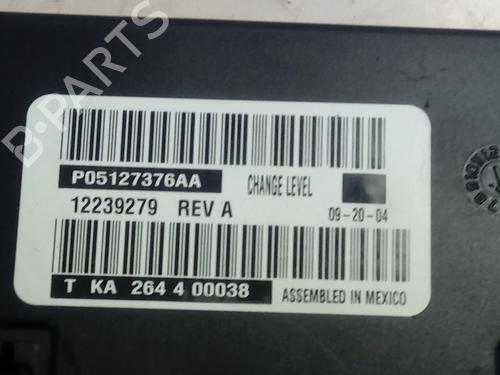 B·PARTS
P05127376AA CHANGE LEVEL
12239279 REV A 09-20-04
T KA 264 4 00038 ASSEMBLED IN MEXICO